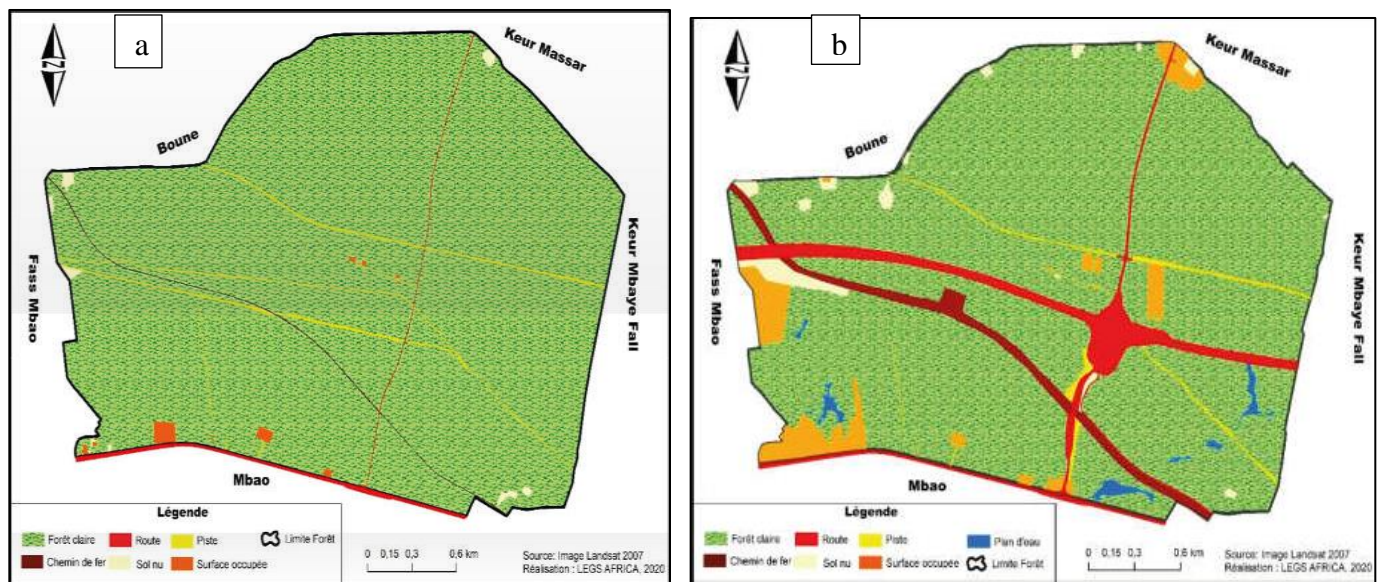 a
Keur Massar
Boune
Fass Mbao
Keur Mbaye Fall
Mbao
Légende
Forêt claire Route Piste Limite Forêt
Chemin de fer Sol nu Surface occupée
0 0,15 0,3 0,6 km
Source: Image Landsat 2007
Réalisation : LEGS AFRICA, 2020
b
Keur Massar
Boune
Fass Mbao
Keur Mbaye Fall
Mbao
Légende
Forêt claire Route Piste Plan d'eau
Chemin de fer Sol nu Surface occupée Limite Forêt
0 0,15 0,3 0,6 km
Source: Image Landsat 2007
Réalisation : LEGS AFRICA, 2020